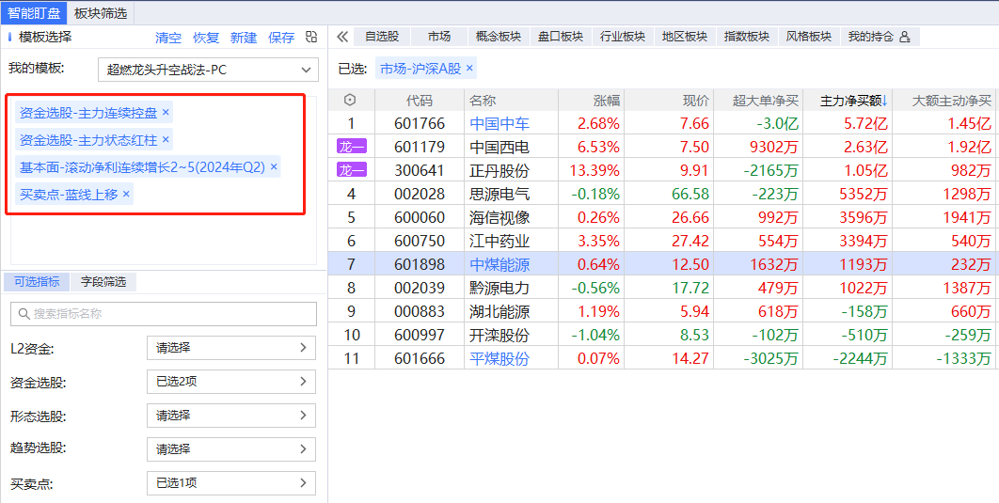 智能盯盘 板块筛选
模板选择 清空 恢复 新建 保存
我的模板: 超燃龙头升空战法-PC
资金选股-主力连续控盘 ×
资金选股-主力状态红柱 ×
基本面-滚动净利连续增长2~5(2024年Q2) ×
买卖点-蓝线上移 ×
可选指标 字段筛选
搜索指标名称
L2资金: 请选择
资金选股: 已选2项
形态选股: 请选择
趋势选股: 请选择
买卖点: 已选1项
自选股 市场 概念板块 盘口板块 行业板块 地区板块 指数板块 风格板块 我的持仓
已选: 市场-沪深A股 ×
代码 名称 涨幅 现价 超大单净买 主力净买额↓ 大额主动净买
1 601766 中国中车 2.68% 7.66 -3.0亿 5.72亿 1.45亿
龙一 601179 中国西电 6.53% 7.50 9302万 2.63亿 1.92亿
龙一 300641 正丹股份 13.39% 9.91 -2165万 1.05亿 982万
4 002028 思源电气 -0.18% 66.58 -223万 5352万 1298万
5 600060 海信视像 0.26% 26.66 992万 3596万 1941万
6 600750 江中药业 3.35% 27.42 554万 3394万 540万
7 601898 中煤能源 0.64% 12.50 1632万 1193万 232万
8 002039 黔源电力 -0.56% 17.72 479万 1022万 1387万
9 000883 湖北能源 1.19% 5.94 618万 -158万 660万
10 600997 开滦股份 -1.04% 8.53 -102万 -510万 -259万
11 601666 平煤股份 0.07% 14.27 -3025万 -2244万 -1333万